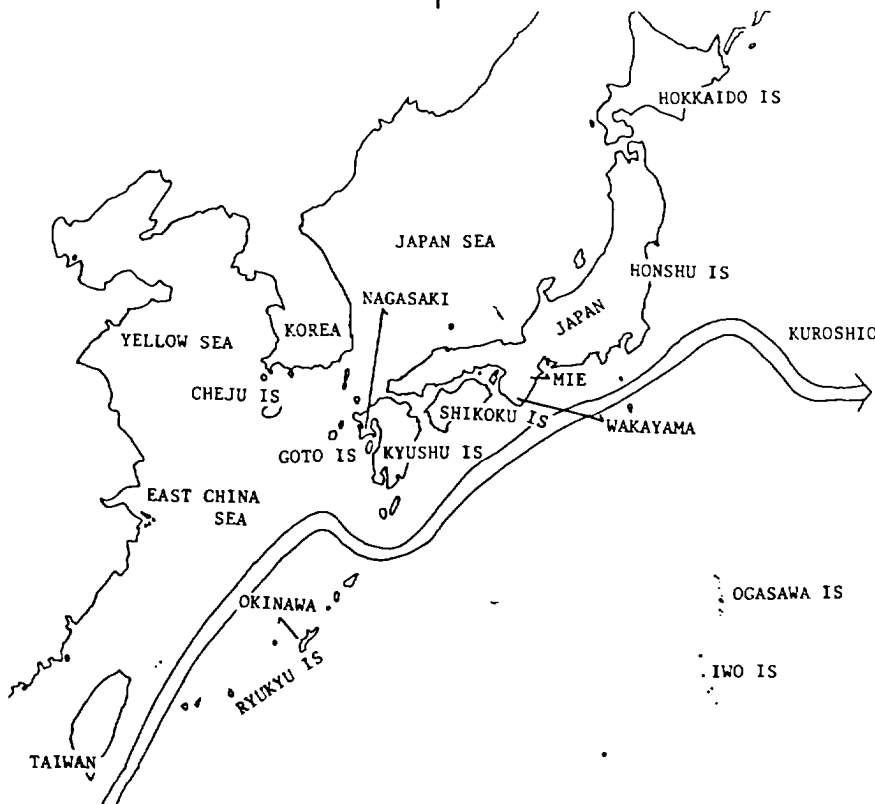 HOKKAIDO IS
JAPAN SEA
HONSHU IS
NAGASAKI
KOREA
JAPAN
YELLOW SEA
KUROSHIO
CHEJU IS
MIE
SHIKOKU IS
WAKAYAMA
GOTO IS
KYUSHU IS
EAST CHINA
SEA
OKINAWA
OGASAWA IS
RYUKYU IS
IWO IS
TAIWAN